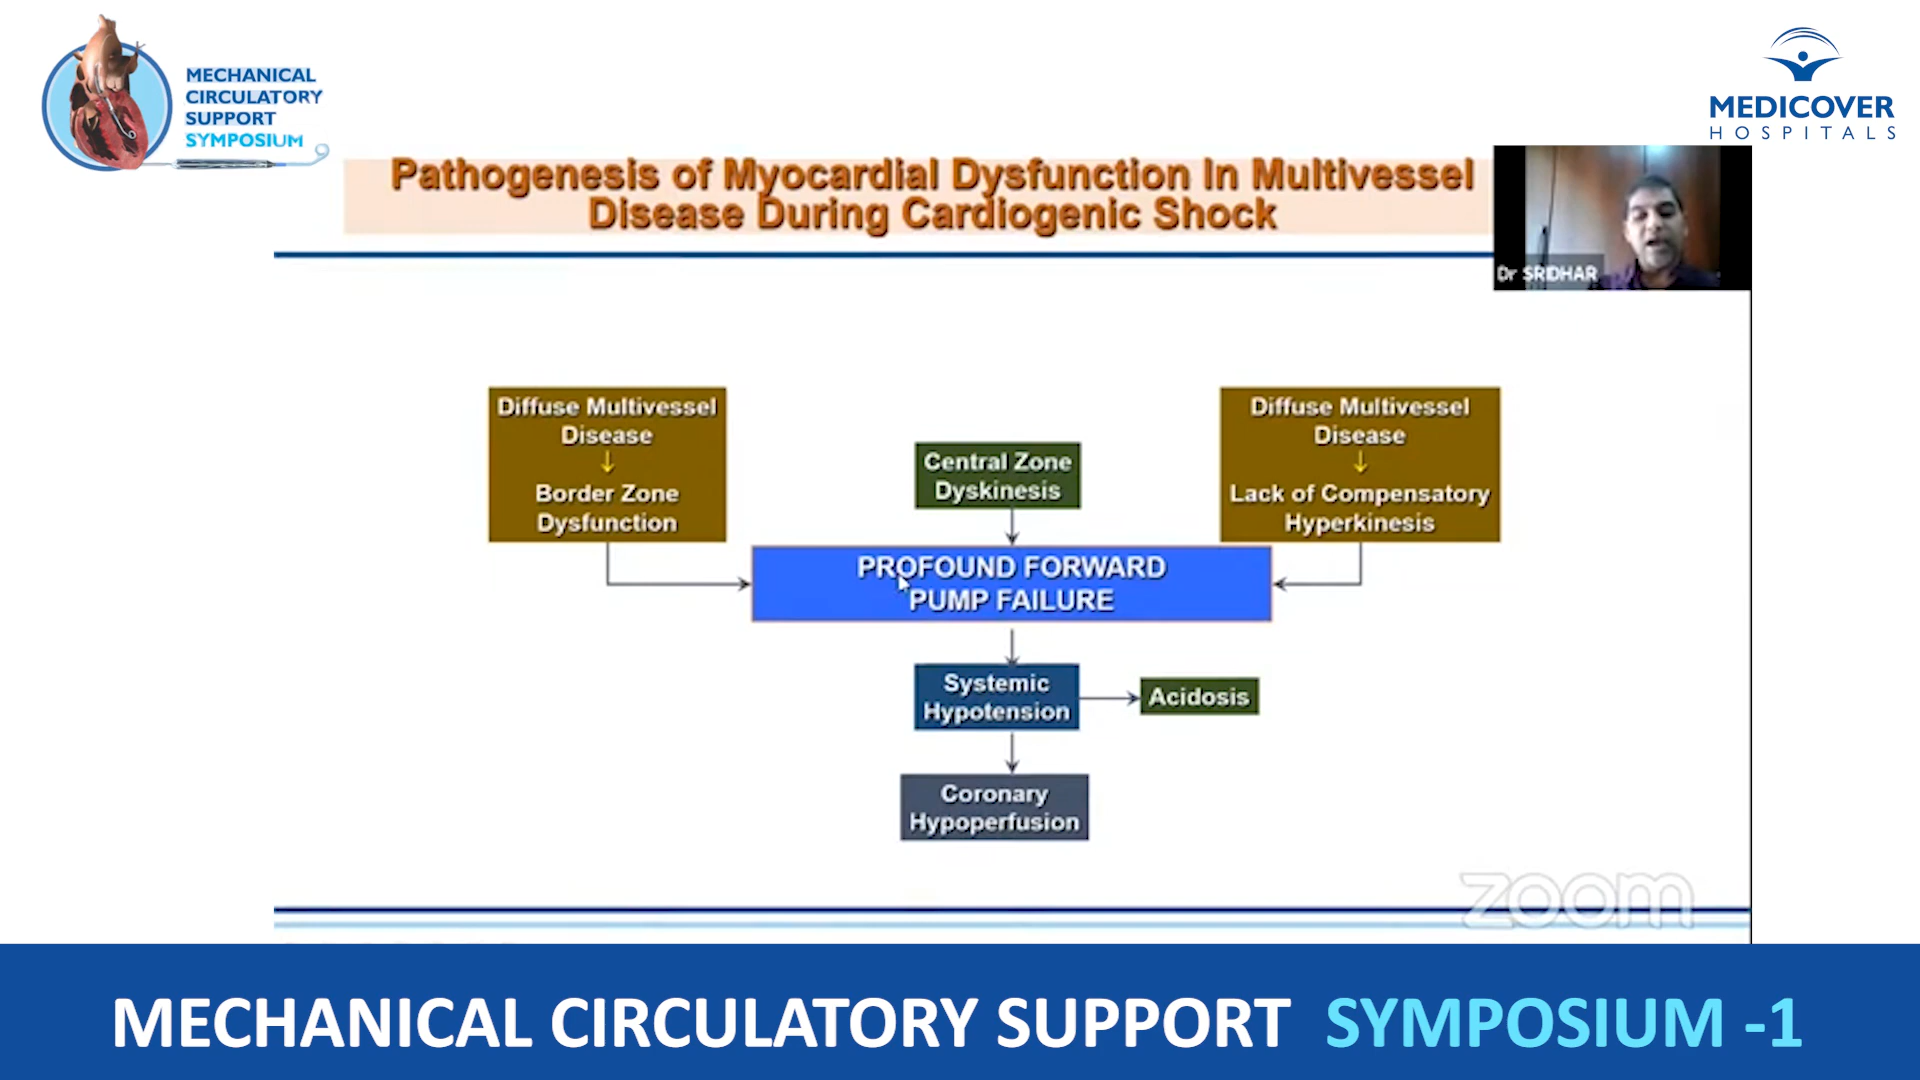 MECHANICAL
CIRCULATORY
SUPPORT
SYMPOSIUM
MEDICOVER
HOSPITALS
Pathogenesis of Myocardial Dysfunction In Multivessel
Disease During Cardiogenic Shock
Dr SRIDHAR
Diffuse Multivessel
Disease
↓
Border Zone
Dysfunction
Central Zone
Dyskinesis
Diffuse Multivessel
Disease
↓
Lack of Compensatory
Hyperkinesis
PROFOUND FORWARD
PUMP FAILURE
Systemic
Hypotension
Acidosis
Coronary
Hypoperfusion
zoom
MECHANICAL CIRCULATORY SUPPORT SYMPOSIUM -1